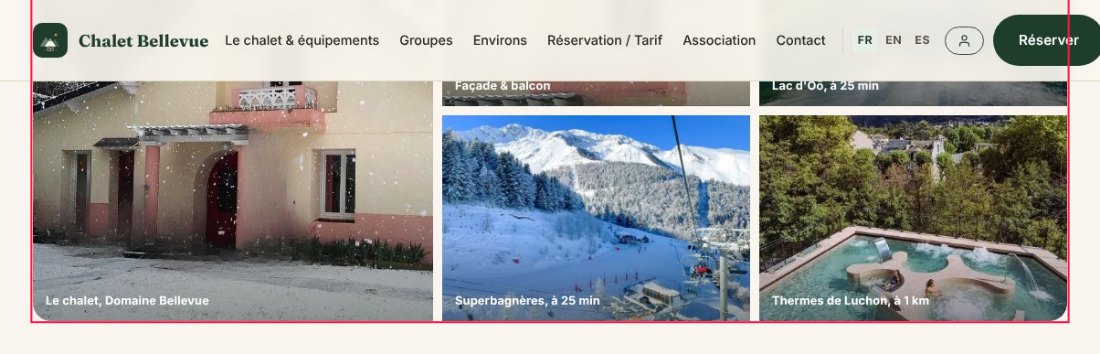 Chalet Bellevue Le chalet & équipements Groupes Environs Réservation / Tarif Association Contact FR EN ES Réserver
Façade & balcon
Lac d'Oô, à 25 min
Le chalet, Domaine Bellevue
Superbagnères, à 25 min
Thermes de Luchon, à 1 km